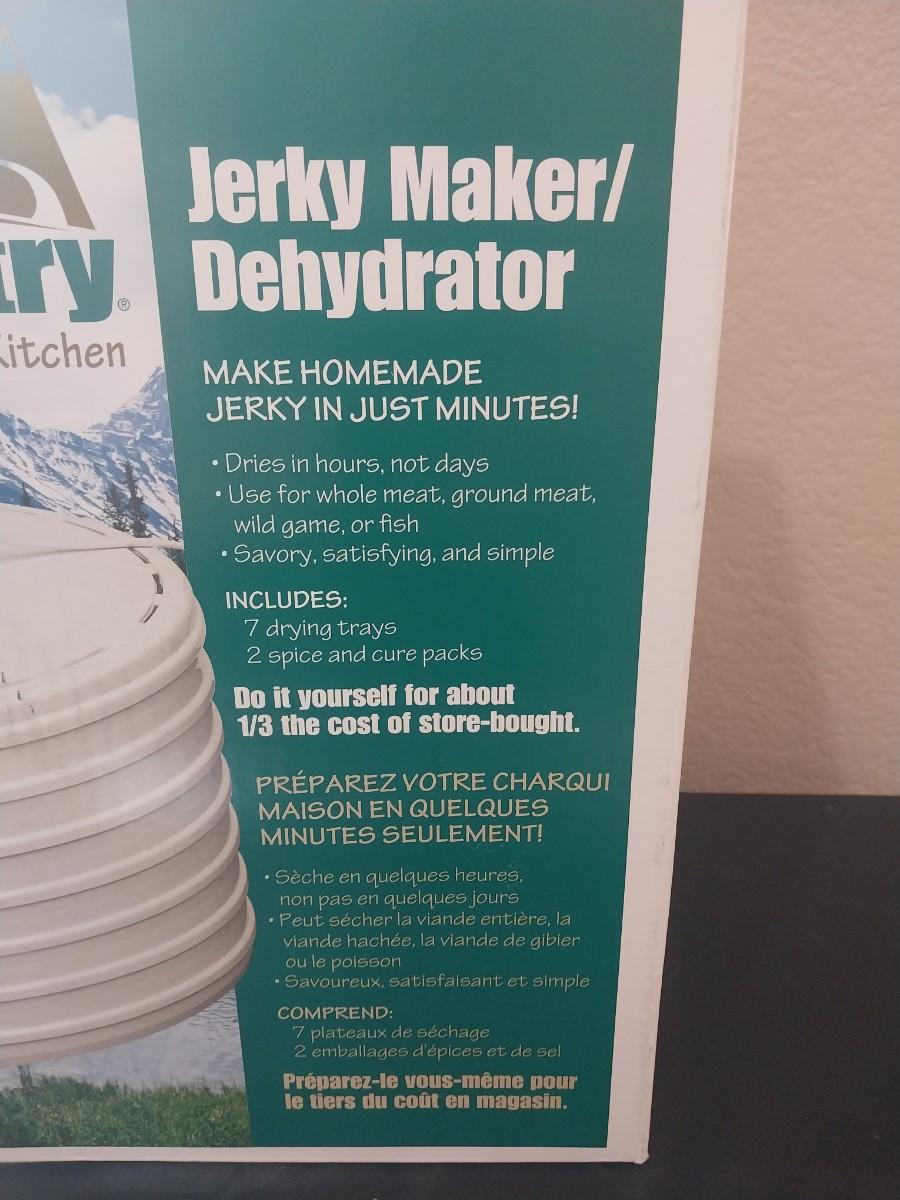 try®
Kitchen
Jerky Maker/
Dehydrator
MAKE HOMEMADE
JERKY IN JUST MINUTES!
• Dries in hours, not days
• Use for whole meat, ground meat,
wild game, or fish
• Savory, satisfying, and simple
INCLUDES:
7 drying trays
2 spice and cure packs
Do it yourself for about
1/3 the cost of store-bought.
PRÉPAREZ VOTRE CHARQUI
MAISON EN QUELQUES
MINUTES SEULEMENT!
• Sèche en quelques heures,
non pas en quelques jours
• Peut sécher la viande entière, la
viande hachée, la viande de gibier
ou le poisson
• Savoureux, satisfaisant et simple
COMPREND:
7 plateaux de séchage
2 emballages d'épices et de sel
Préparez-le vous-même pour
le tiers du coût en magasin.